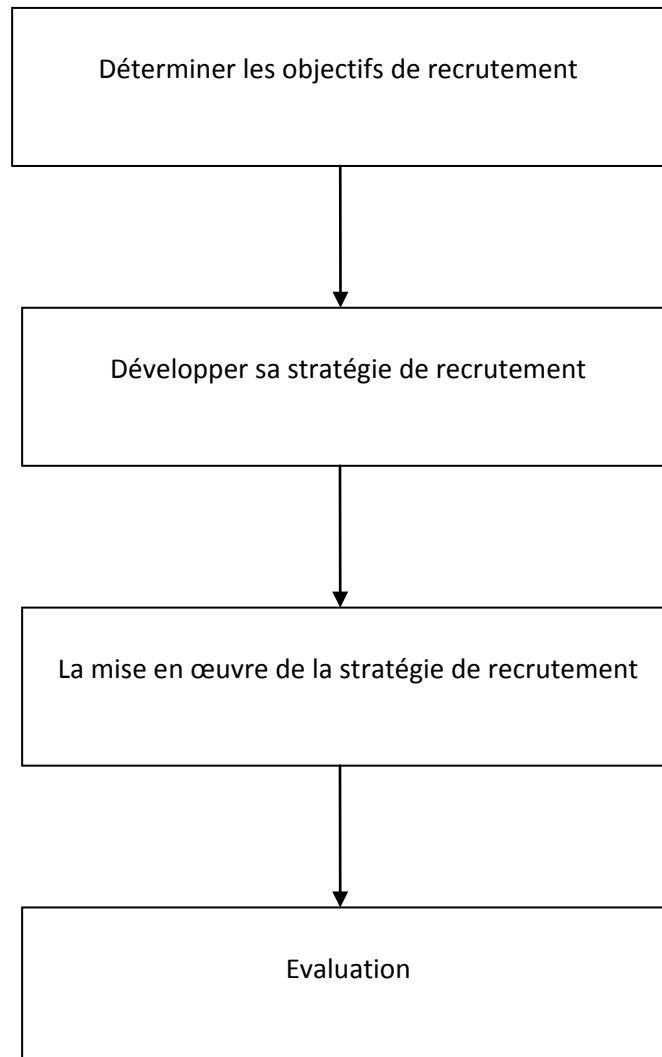 Déterminer les objectifs de recrutement
Développer sa stratégie de recrutement
La mise en œuvre de la stratégie de recrutement
Evaluation